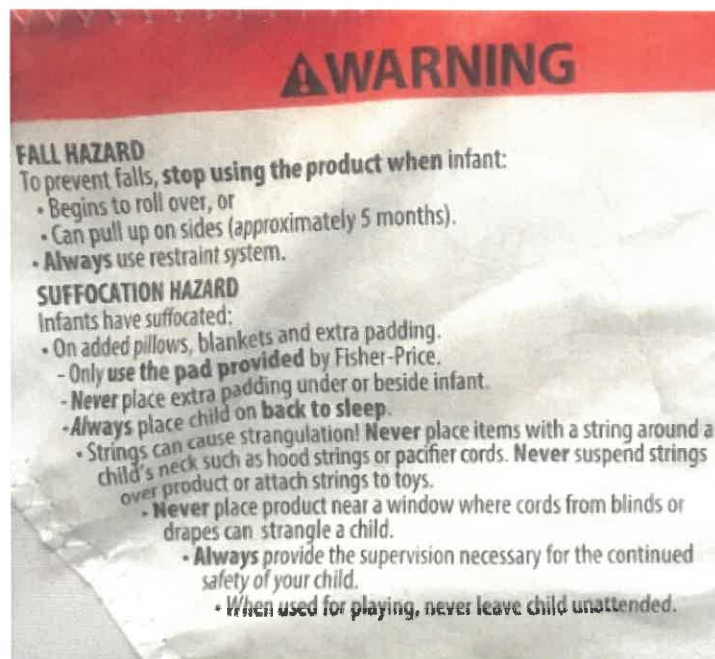 ⚠WARNING
FALL HAZARD
To prevent falls, stop using the product when infant:
• Begins to roll over, or
• Can pull up on sides (approximately 5 months).
• Always use restraint system.
SUFFOCATION HAZARD
Infants have suffocated:
• On added pillows, blankets and extra padding.
- Only use the pad provided by Fisher-Price.
- Never place extra padding under or beside infant.
• Always place child on back to sleep.
• Strings can cause strangulation! Never place items with a string around a
child's neck such as hood strings or pacifier cords. Never suspend strings
over product or attach strings to toys.
• Never place product near a window where cords from blinds or
drapes can strangle a child.
• Always provide the supervision necessary for the continued
safety of your child.
• When used for playing, never leave child unattended.